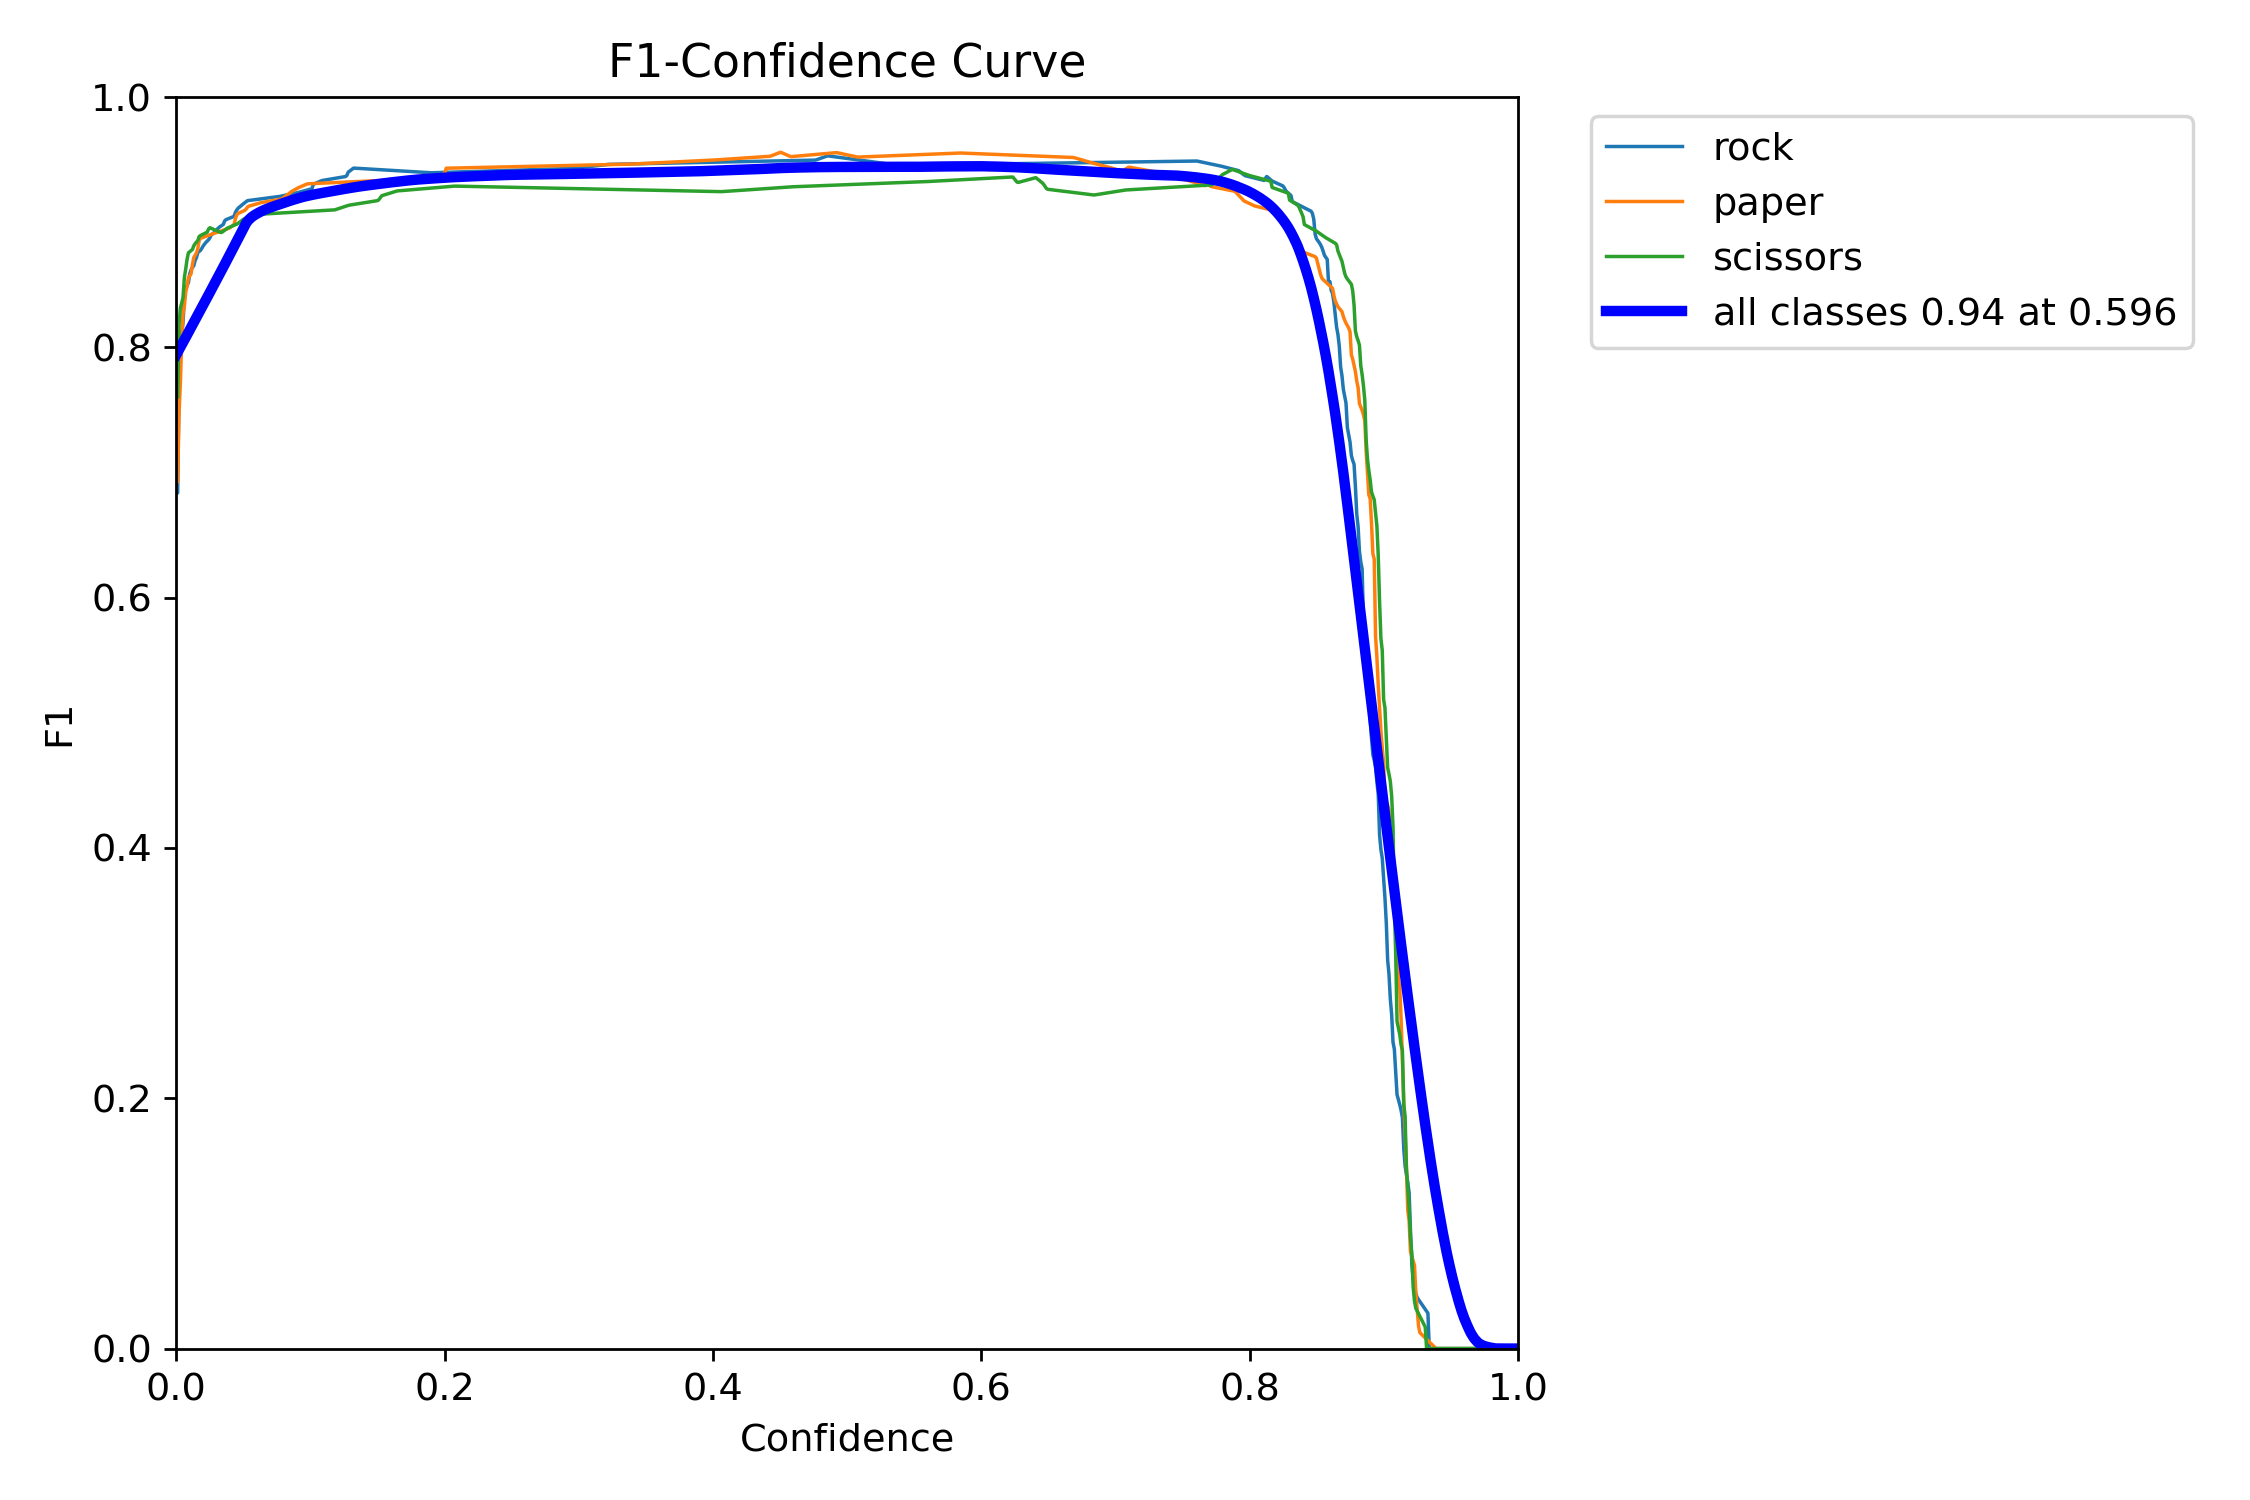 F1-Confidence Curve
1.0
0.8
0.6
0.4
0.2
0.0
F1
0.0 0.2 0.4 0.6 0.8 1.0
Confidence
rock
paper
scissors
all classes 0.94 at 0.596